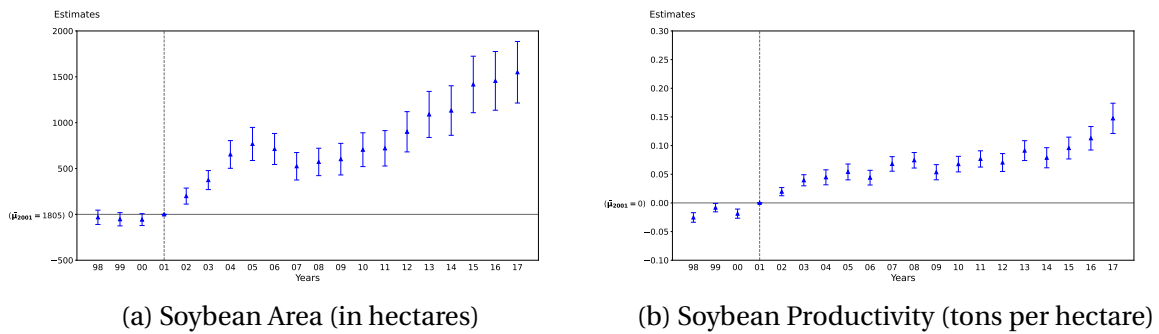 Estimates
2000
1500
1000
500
(μ̄2001 = 1805) 0
−500
98 99 00 01 02 03 04 05 06 07 08 09 10 11 12 13 14 15 16 17
Years
(a) Soybean Area (in hectares)
Estimates
0.30
0.25
0.20
0.15
0.10
0.05
(μ̄2001 = 0) 0.00
−0.05
−0.10
98 99 00 01 02 03 04 05 06 07 08 09 10 11 12 13 14 15 16 17
Years
(b) Soybean Productivity (tons per hectare)